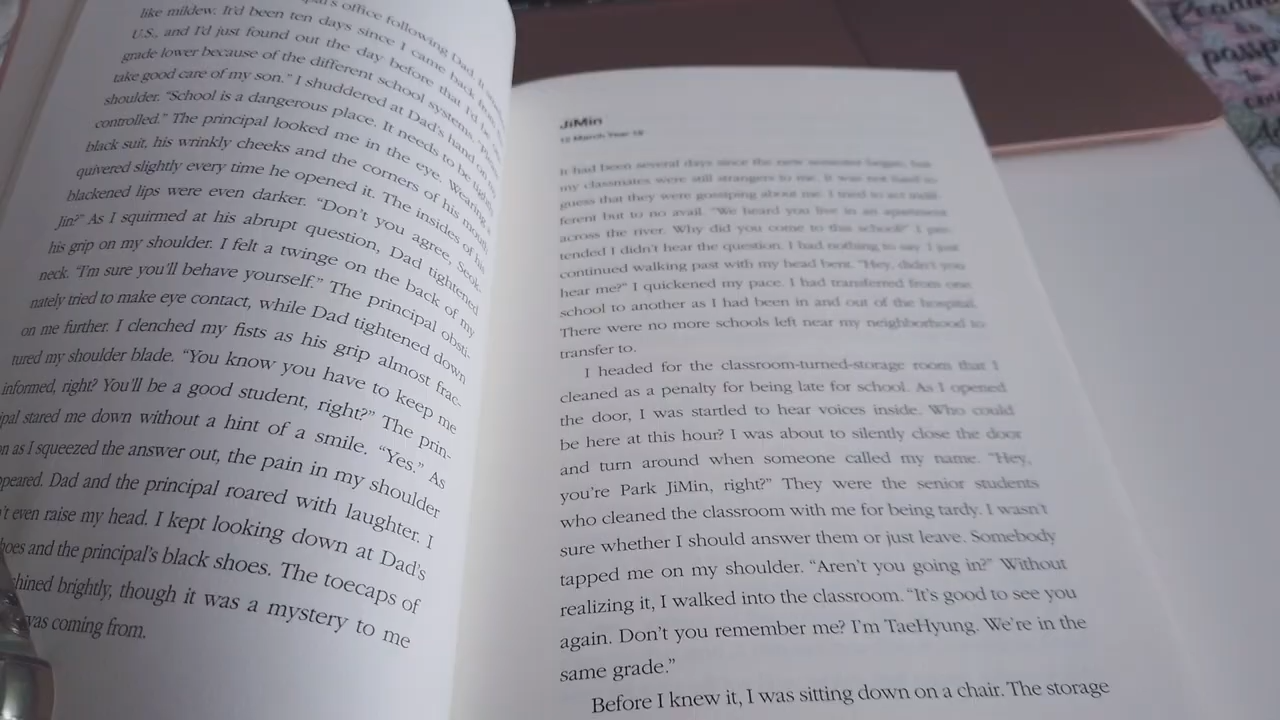 office following Dad. It
like mildew. It'd been ten days since I came back from
U.S., and I'd just found out the day before that I'd be
grade lower because of the different school systems.
take good care of my son." I shuddered at Dad's hand on
shoulder. "School is a dangerous place. It needs to be
controlled." The principal looked me in the eye. Wearing a
black suit, his wrinkly cheeks and the corners of his mouth
quivered slightly every time he opened it. The insides of his
blackened lips were even darker. "Don't you agree, Seok-
Jin?" As I squirmed at his abrupt question, Dad tightened
his grip on my shoulder. I felt a twinge on the back of my
neck. "I'm sure you'll behave yourself." The principal obsti-
nately tried to make eye contact, while Dad tightened down
on me further. I clenched my fists as his grip almost frac-
tured my shoulder blade. "You know you have to keep me
informed, right? You'll be a good student, right?" The prin-
ipal stared me down without a hint of a smile. "Yes." As
n as I squeezed the answer out, the pain in my shoulder
peared. Dad and the principal roared with laughter. I
't even raise my head. I kept looking down at Dad's
hoes and the principal's black shoes. The toecaps of
hined brightly, though it was a mystery to me
was coming from.
JiMin
12 March Year 19
It had been several days since the new semester began, but
my classmates were still strangers to me. It was not hard to
guess that they were gossiping about me. I tried to act indif-
ferent but to no avail. "We heard you live in an apartment
across the river. Why did you come to this school?" I pre-
tended I didn't hear the question. I had nothing to say. I just
continued walking past with my head bent. "Hey, didn't you
hear me?" I quickened my pace. I had transferred from one
school to another as I had been in and out of the hospital.
There were no more schools left near my neighborhood to
transfer to.
I headed for the classroom-turned-storage room that I
cleaned as a penalty for being late for school. As I opened
the door, I was startled to hear voices inside. Who could
be here at this hour? I was about to silently close the door
and turn around when someone called my name. "Hey,
you're Park JiMin, right?" They were the senior students
who cleaned the classroom with me for being tardy. I wasn't
sure whether I should answer them or just leave. Somebody
tapped me on my shoulder. "Aren't you going in?" Without
realizing it, I walked into the classroom. "It's good to see you
again. Don't you remember me? I'm TaeHyung. We're in the
same grade."
Before I knew it, I was sitting down on a chair. The storage